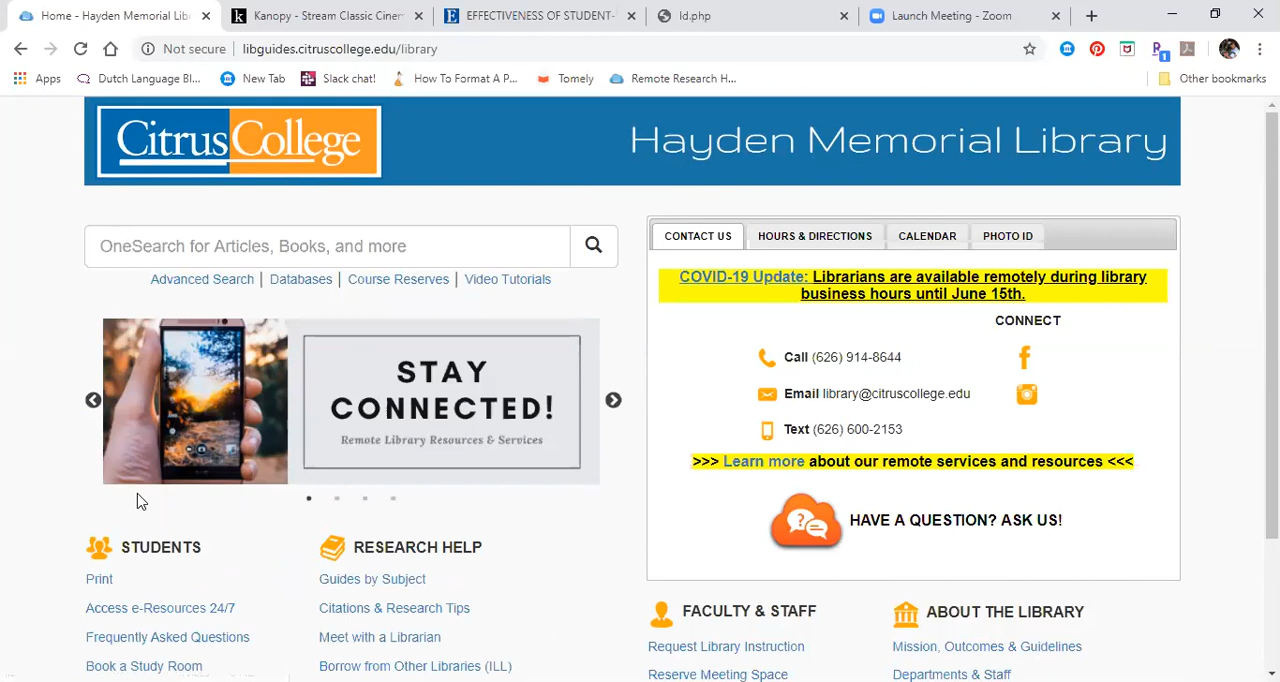 Home - Hayden Memorial Libr
Kanopy - Stream Classic Cinem
EFFECTIVENESS OF STUDENT-
ld.php
Launch Meeting - Zoom
Not secure
libguides.citruscollege.edu/library
Apps
Dutch Language Bl...
New Tab
Slack chat!
How To Format A P...
Tomely
Remote Research H...
Other bookmarks
CitrusCollege
Hayden Memorial Library
OneSearch for Articles, Books, and more
Advanced Search | Databases | Course Reserves | Video Tutorials
STAY
CONNECTED!
Remote Library Resources & Services
CONTACT US
HOURS & DIRECTIONS
CALENDAR
PHOTO ID
COVID-19 Update: Librarians are available remotely during library
business hours until June 15th.
CONNECT
Call (626) 914-8644
Email library@citruscollege.edu
Text (626) 600-2153
>>> Learn more about our remote services and resources <<<
HAVE A QUESTION? ASK US!
STUDENTS
Print
Access e-Resources 24/7
Frequently Asked Questions
Book a Study Room
RESEARCH HELP
Guides by Subject
Citations & Research Tips
Meet with a Librarian
Borrow from Other Libraries (ILL)
FACULTY & STAFF
Request Library Instruction
Reserve Meeting Space
ABOUT THE LIBRARY
Mission, Outcomes & Guidelines
Departments & Staff